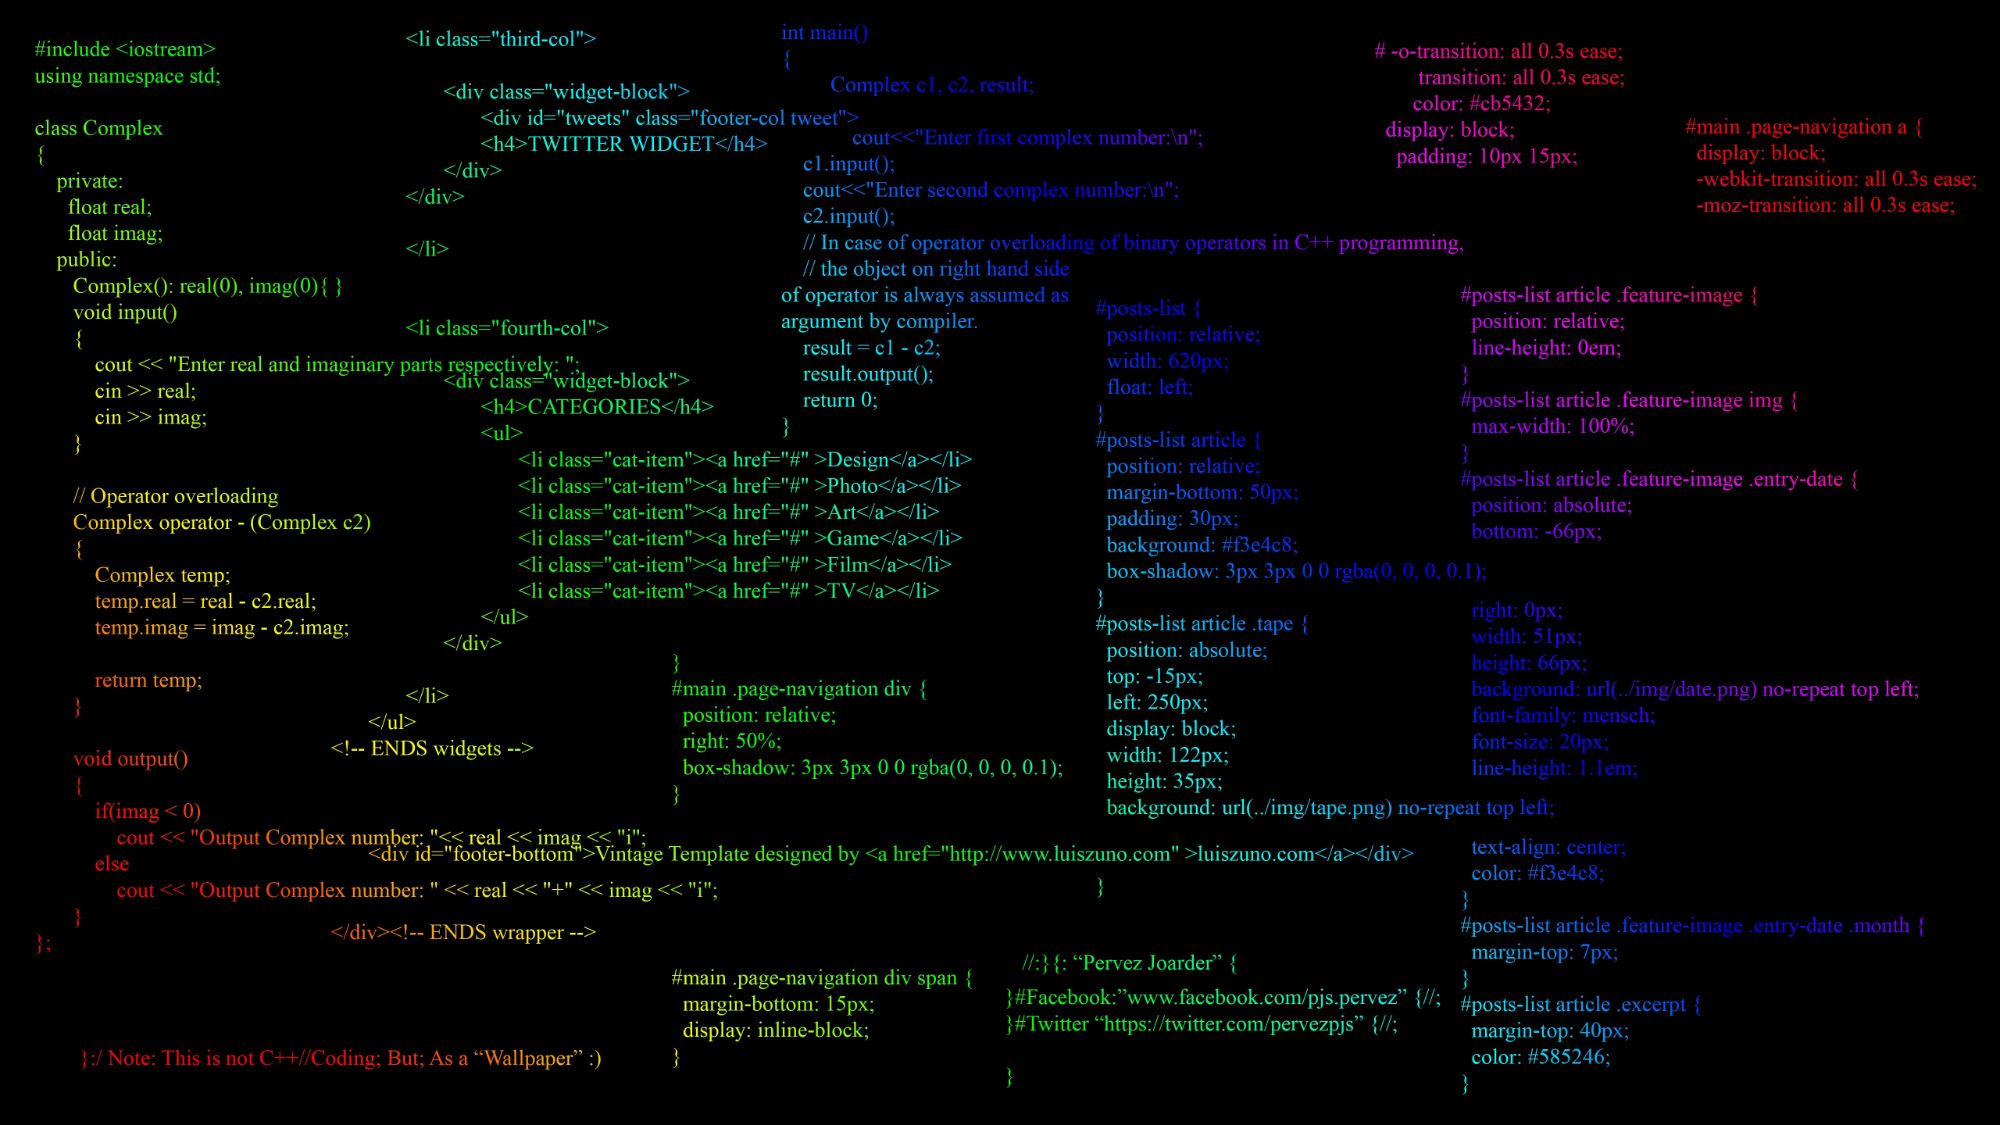 #include <iostream>
using namespace std;
class Complex
{
private:
float real;
float imag;
public:
Complex(): real(0), imag(0){ }
void input()
{
cout << "Enter real and imaginary parts respectively: ";
cin >> real;
cin >> imag;
}
// Operator overloading
Complex operator - (Complex c2)
{
Complex temp;
temp.real = real - c2.real;
temp.imag = imag - c2.imag;
return temp;
}
void output()
{
if(imag < 0)
cout << "Output Complex number: "<< real << imag << "i";
else
cout << "Output Complex number: " << real << "+" << imag << "i";
}
};
}:/ Note: This is not C++//Coding; But; As a “Wallpaper” :)
<li class="third-col">
<div class="widget-block">
<div id="tweets" class="footer-col tweet">
<h4>TWITTER WIDGET</h4>
</div>
</div>
</li>
<li class="fourth-col">
<div class="widget-block">
<h4>CATEGORIES</h4>
<ul>
<li class="cat-item"><a href="#" >Design</a></li>
<li class="cat-item"><a href="#" >Photo</a></li>
<li class="cat-item"><a href="#" >Art</a></li>
<li class="cat-item"><a href="#" >Game</a></li>
<li class="cat-item"><a href="#" >Film</a></li>
<li class="cat-item"><a href="#" >TV</a></li>
</ul>
</div>
</li>
</ul>
<!-- ENDS widgets -->
<div id="footer-bottom">Vintage Template designed by <a href="http://www.luiszuno.com" >luiszuno.com</a></div>
</div><!-- ENDS wrapper -->
int main()
{
Complex c1, c2, result;
cout<<"Enter first complex number:\n";
c1.input();
cout<<"Enter second complex number:\n";
c2.input();
// In case of operator overloading of binary operators in C++ programming,
// the object on right hand side
of operator is always assumed as
argument by compiler.
result = c1 - c2;
result.output();
return 0;
}
}
#main .page-navigation div {
position: relative;
right: 50%;
box-shadow: 3px 3px 0 0 rgba(0, 0, 0, 0.1);
}
#main .page-navigation div span {
margin-bottom: 15px;
display: inline-block;
}
#posts-list {
position: relative;
width: 620px;
float: left;
}
#posts-list article {
position: relative;
margin-bottom: 50px;
padding: 30px;
background: #f3e4c8;
box-shadow: 3px 3px 0 0 rgba(0, 0, 0, 0.1);
}
#posts-list article .tape {
position: absolute;
top: -15px;
left: 250px;
display: block;
width: 122px;
height: 35px;
background: url(../img/tape.png) no-repeat top left;
}
//:}{: “Pervez Joarder” {
}#Facebook:”www.facebook.com/pjs.pervez” {//;
}#Twitter “https://twitter.com/pervezpjs” {//;
}
# -o-transition: all 0.3s ease;
transition: all 0.3s ease;
color: #cb5432;
display: block;
padding: 10px 15px;
#main .page-navigation a {
display: block;
-webkit-transition: all 0.3s ease;
-moz-transition: all 0.3s ease;
#posts-list article .feature-image {
position: relative;
line-height: 0em;
}
#posts-list article .feature-image img {
max-width: 100%;
}
#posts-list article .feature-image .entry-date {
position: absolute;
bottom: -66px;
right: 0px;
width: 51px;
height: 66px;
background: url(../img/date.png) no-repeat top left;
font-family: mensch;
font-size: 20px;
line-height: 1.1em;
text-align: center;
color: #f3e4c8;
}
#posts-list article .feature-image .entry-date .month {
margin-top: 7px;
}
#posts-list article .excerpt {
margin-top: 40px;
color: #585246;
}